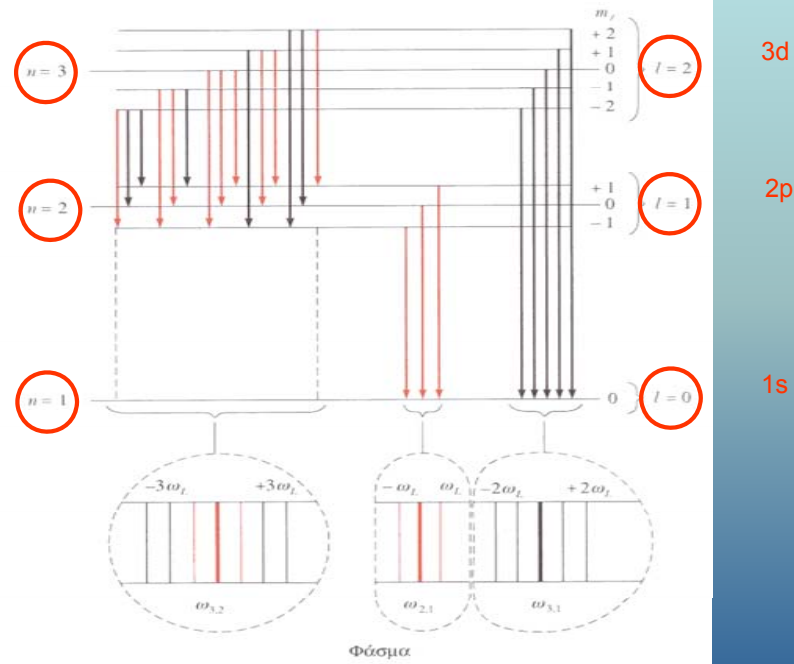 m_l
+2
n = 3 +1 3d
0 l = 2
−1
−2
+1 2p
n = 2 0 l = 1
−1
1s
n = 1 0 l = 0
−3ω_L +3ω_L −ω_L ω_L −2ω_L +2ω_L
ω_3,2 ω_2,1 ω_3,1
Φάσμα